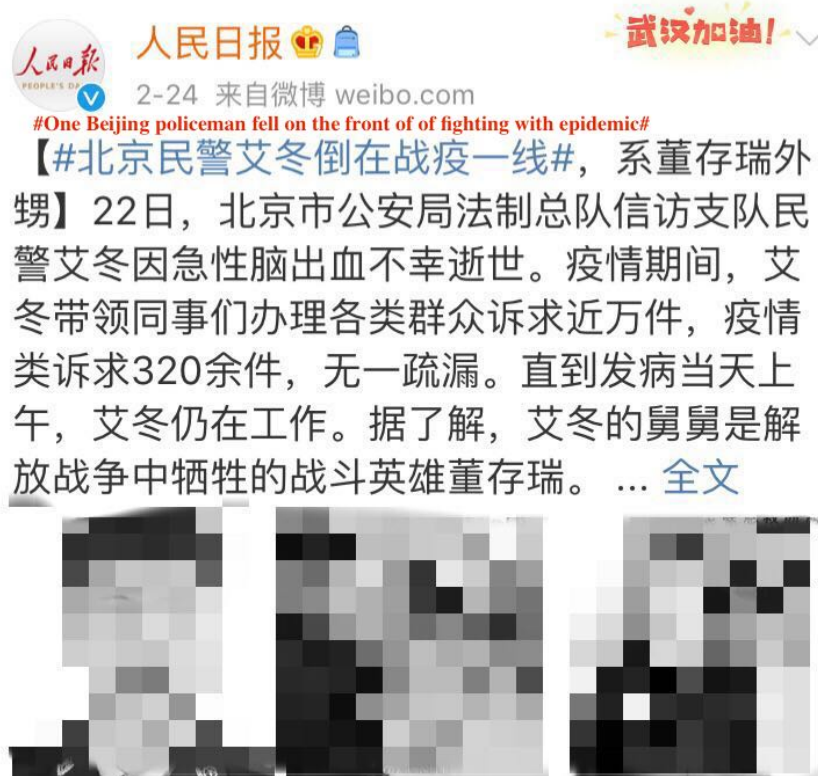 人民日報
PEOPLE'S DA
人民日报
武汉加油!
2-24 来自微博 weibo.com
#One Beijing policeman fell on the front of of fighting with epidemic#
【#北京民警艾冬倒在战疫一线#，系董存瑞外
甥】22日，北京市公安局法制总队信访支队民
警艾冬因急性脑出血不幸逝世。疫情期间，艾
冬带领同事们办理各类群众诉求近万件，疫情
类诉求320余件，无一疏漏。直到发病当天上
午，艾冬仍在工作。据了解，艾冬的舅舅是解
放战争中牺牲的战斗英雄董存瑞。 ... 全文